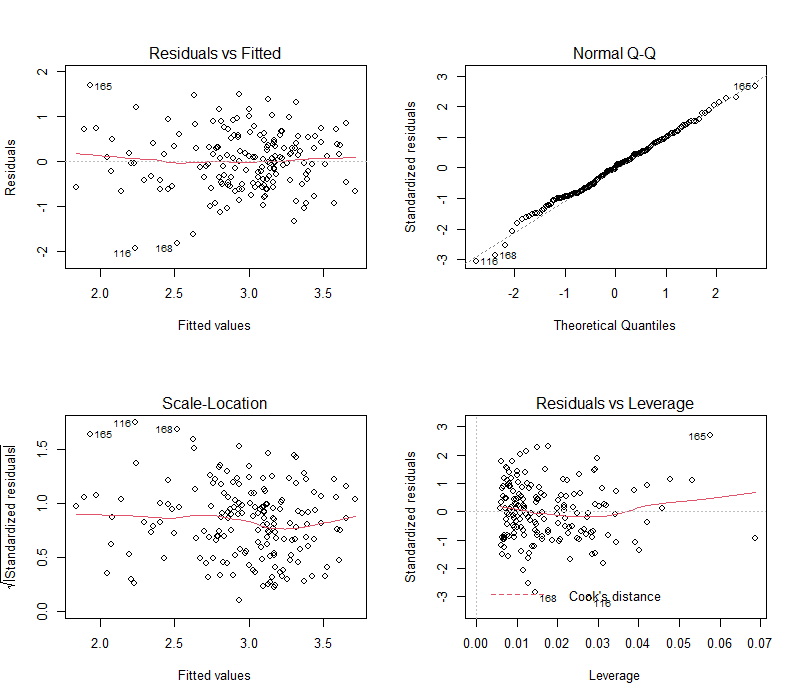 Residuals vs Fitted
Residuals
2
1
0
-1
-2
165
116
168
2.0 2.5 3.0 3.5
Fitted values
Normal Q-Q
Standardized residuals
3
2
1
0
-1
-2
-3
165
168
116
-2 -1 0 1 2
Theoretical Quantiles
Scale-Location
√|Standardized residuals|
1.5
1.0
0.5
0.0
116
168
165
2.0 2.5 3.0 3.5
Fitted values
Residuals vs Leverage
Standardized residuals
3
2
1
0
-1
-2
-3
165
168
116
Cook's distance
0.00 0.01 0.02 0.03 0.04 0.05 0.06 0.07
Leverage